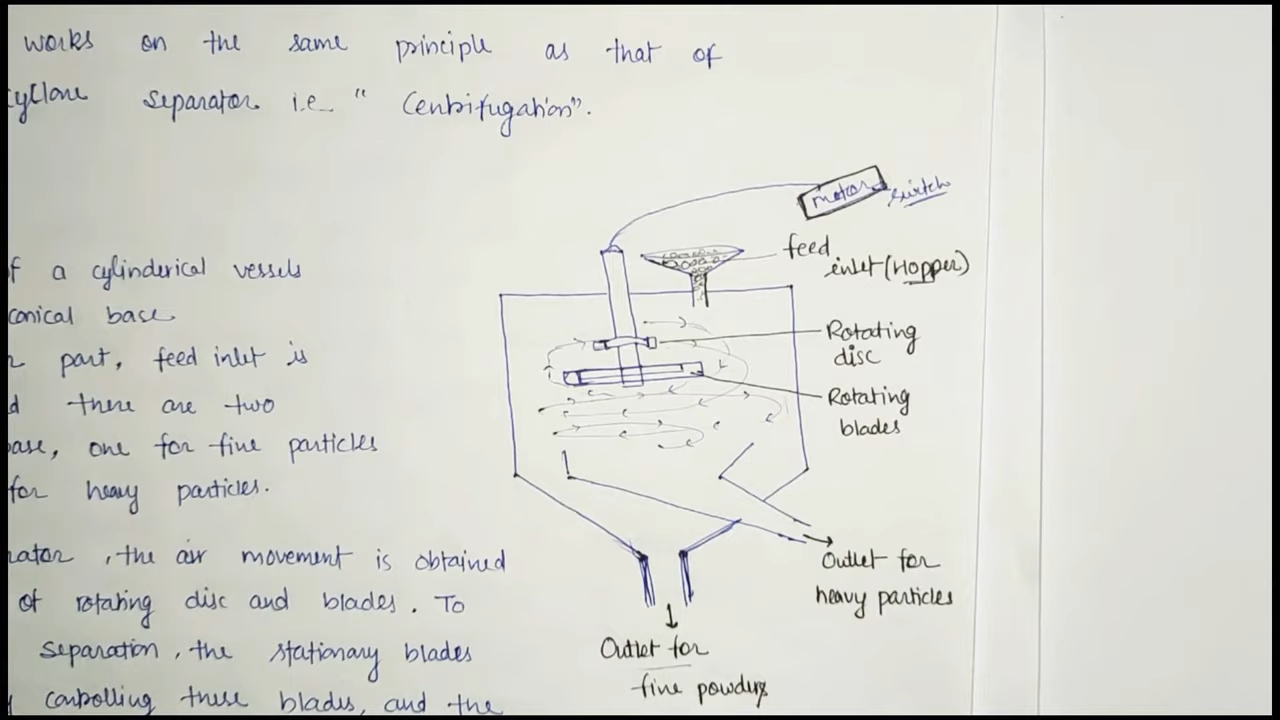 works on the same principle as that of
cyclone separator i.e. "Centrifugation".
of a cylinderical vessels
conical base
part, feed inlet is
there are two
base, one for fine particles
for heavy particles.
rator, the air movement is obtained
of rotating disc and blades. To
separation, the stationary blades
controlling these blades, and the
motor switch
feed
inlet (Hopper)
Rotating
disc
Rotating
blades
Outlet for
heavy particles
Outlet for
fine powders